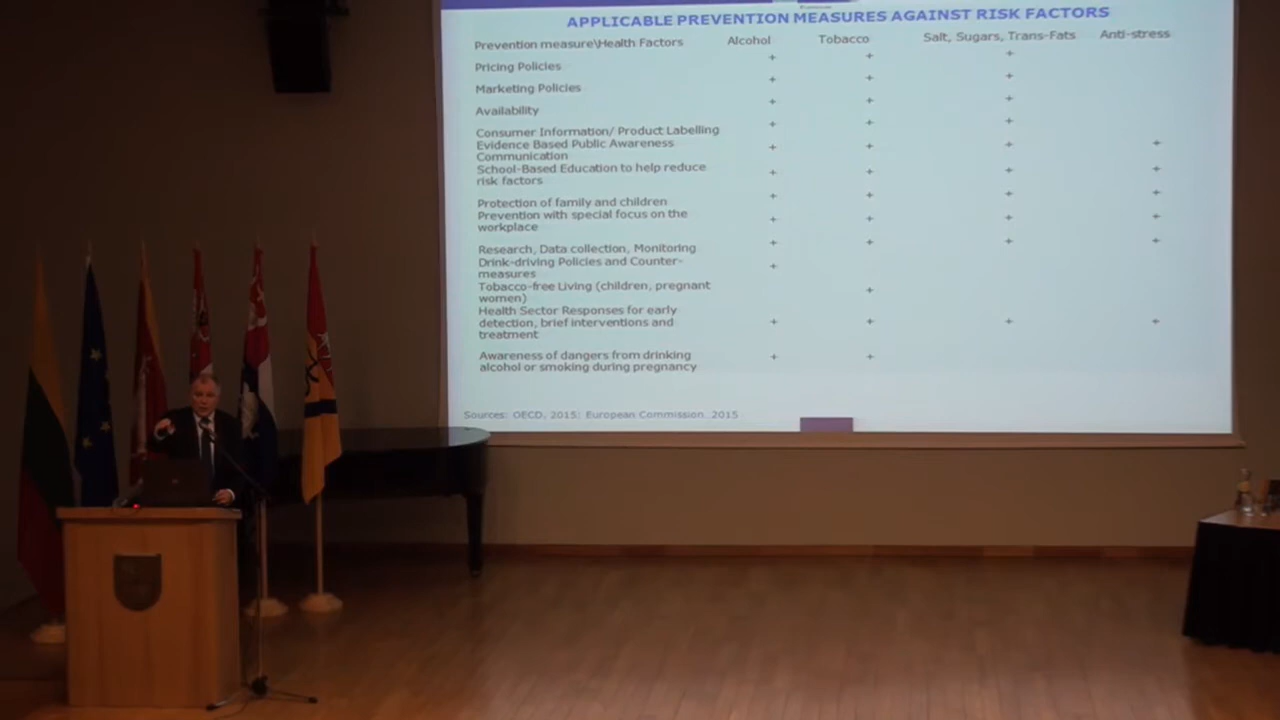 APPLICABLE PREVENTION MEASURES AGAINST RISK FACTORS
Prevention measure\Health Factors Alcohol Tobacco Salt, Sugars, Trans-Fats Anti-stress
+ + +
Pricing Policies
+ + +
Marketing Policies
+ + +
Availability
+ + +
Consumer Information/ Product Labelling
Evidence Based Public Awareness
+ + + +
Communication
School-Based Education to help reduce
+ + + +
risk factors
+ + + +
Protection of family and children
Prevention with special focus on the
+ + + +
workplace
+ + + +
Research, Data collection, Monitoring
Drink-driving Policies and Counter-
+
measures
Tobacco-free Living (children, pregnant
+
women)
Health Sector Responses for early
detection, brief interventions and + + + +
treatment
Awareness of dangers from drinking + +
alcohol or smoking during pregnancy
Sources: OECD, 2015; European Commission, 2015